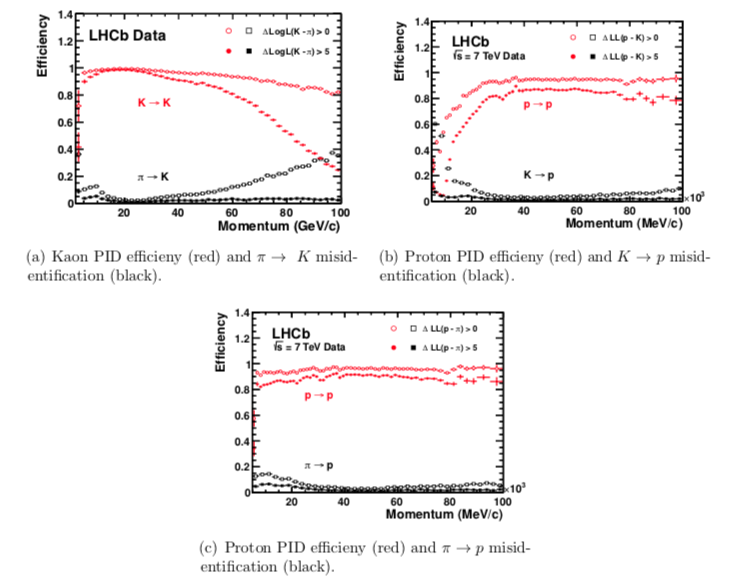 1.4
1.2
1
0.8
0.6
0.4
0.2
0
Efficiency
LHCb Data
ΔLogL(K - π) > 0
ΔLogL(K - π) > 5
K → K
π → K
20 40 60 80 100
Momentum (GeV/c)
1.4
1.2
1
0.8
0.6
0.4
0.2
0
Efficiency
LHCb
√s = 7 TeV Data
Δ LL(p - K) > 0
Δ LL(p - K) > 5
p → p
K → p
20 40 60 80 100 ×10³
Momentum (MeV/c)
(a) Kaon PID efficieny (red) and π → K misid-
entification (black).
(b) Proton PID efficieny (red) and K → p misid-
entification (black).
1.4
1.2
1
0.8
0.6
0.4
0.2
0
Efficiency
LHCb
√s = 7 TeV Data
Δ LL(p - π) > 0
Δ LL(p - π) > 5
p → p
π → p
20 40 60 80 100 ×10³
Momentum (MeV/c)
(c) Proton PID efficieny (red) and π → p misid-
entification (black).